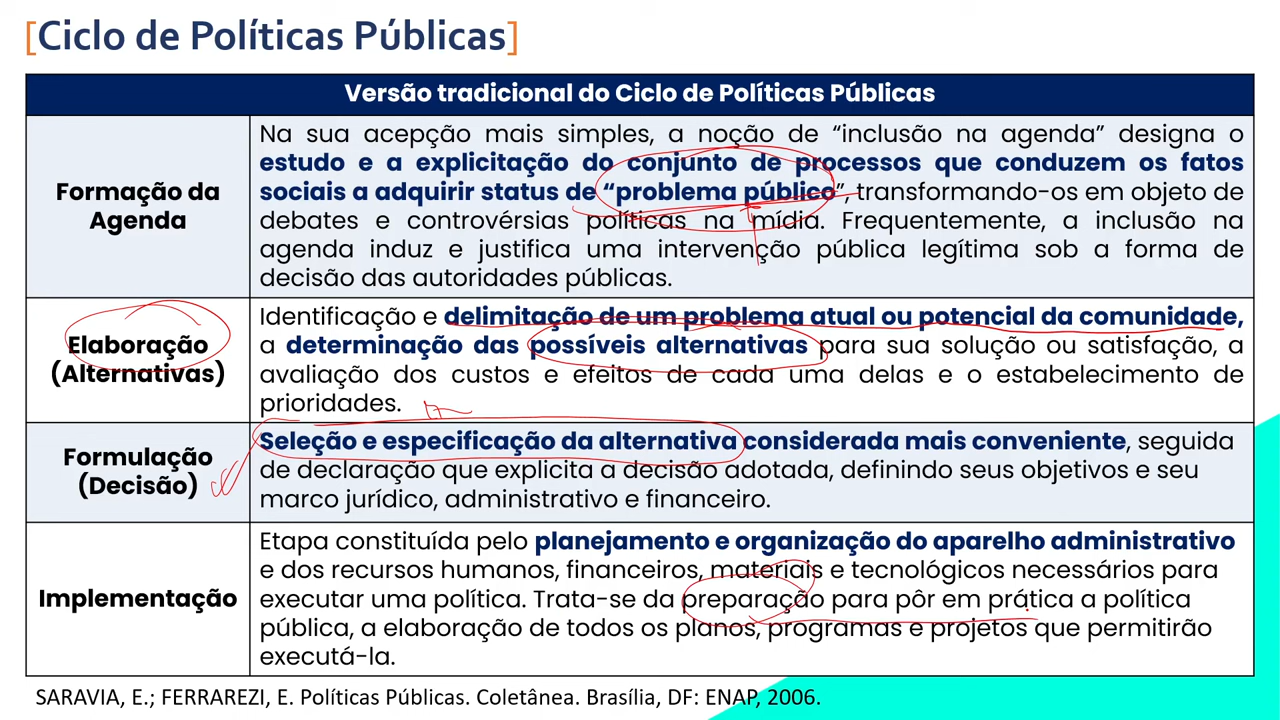 [Ciclo de Políticas Públicas]
Versão tradicional do Ciclo de Políticas Públicas
Formação da
Agenda
Na sua acepção mais simples, a noção de “inclusão na agenda” designa o
estudo e a explicitação do conjunto de processos que conduzem os fatos
sociais a adquirir status de “problema público”, transformando-os em objeto de
debates e controvérsias políticas na mídia. Frequentemente, a inclusão na
agenda induz e justifica uma intervenção pública legítima sob a forma de
decisão das autoridades públicas.
Elaboração
(Alternativas)
Identificação e delimitação de um problema atual ou potencial da comunidade,
a determinação das possíveis alternativas para sua solução ou satisfação, a
avaliação dos custos e efeitos de cada uma delas e o estabelecimento de
prioridades.
Formulação
(Decisão)
Seleção e especificação da alternativa considerada mais conveniente, seguida
de declaração que explicita a decisão adotada, definindo seus objetivos e seu
marco jurídico, administrativo e financeiro.
Implementação
Etapa constituída pelo planejamento e organização do aparelho administrativo
e dos recursos humanos, financeiros, materiais e tecnológicos necessários para
executar uma política. Trata-se da preparação para pôr em prática a política
pública, a elaboração de todos os planos, programas e projetos que permitirão
executá-la.
SARAVIA, E.; FERRAREZI, E. Políticas Públicas. Coletânea. Brasília, DF: ENAP, 2006.